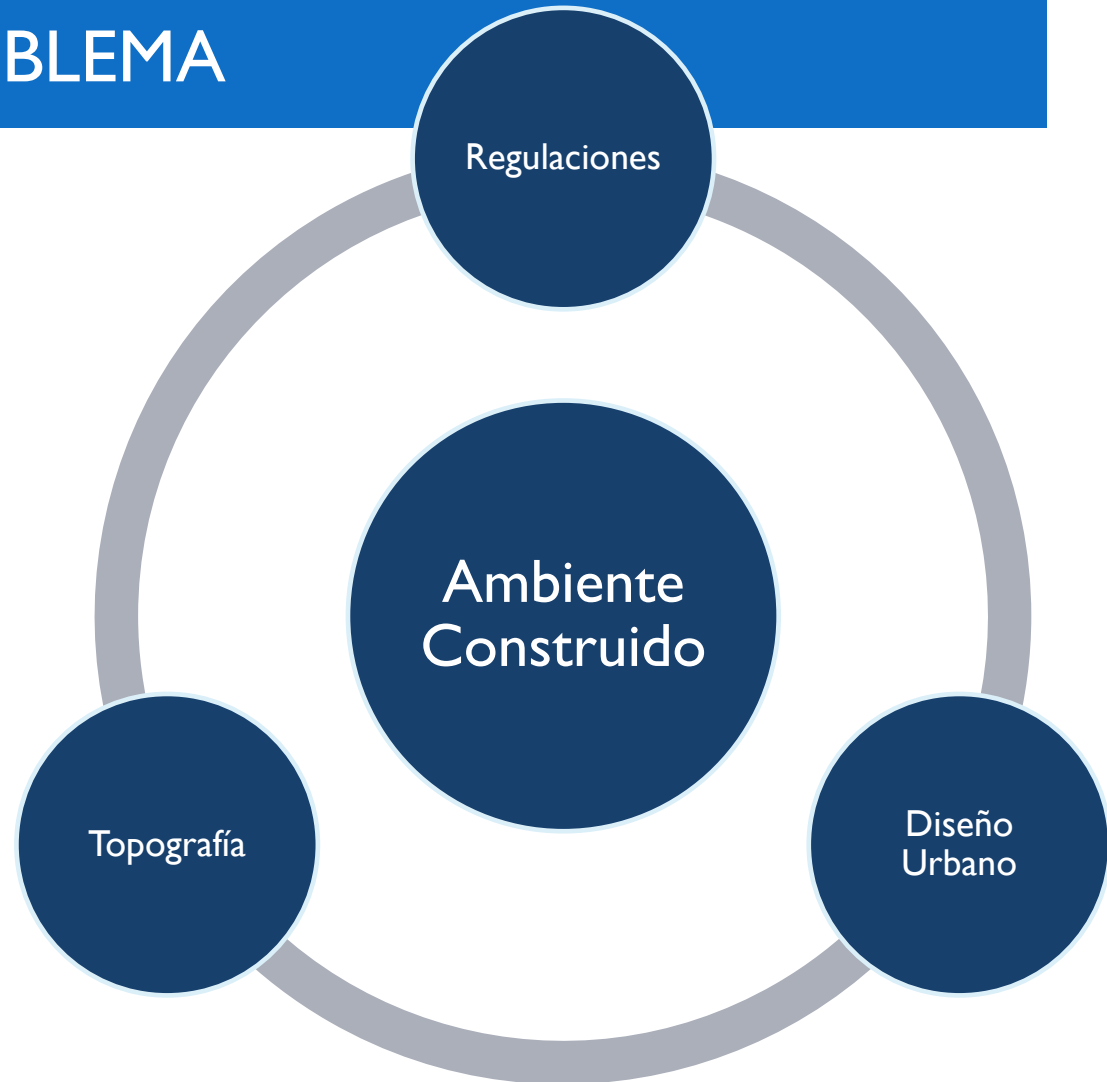 BLEMA
Regulaciones
Ambiente
Construido
Topografía
Diseño
Urbano